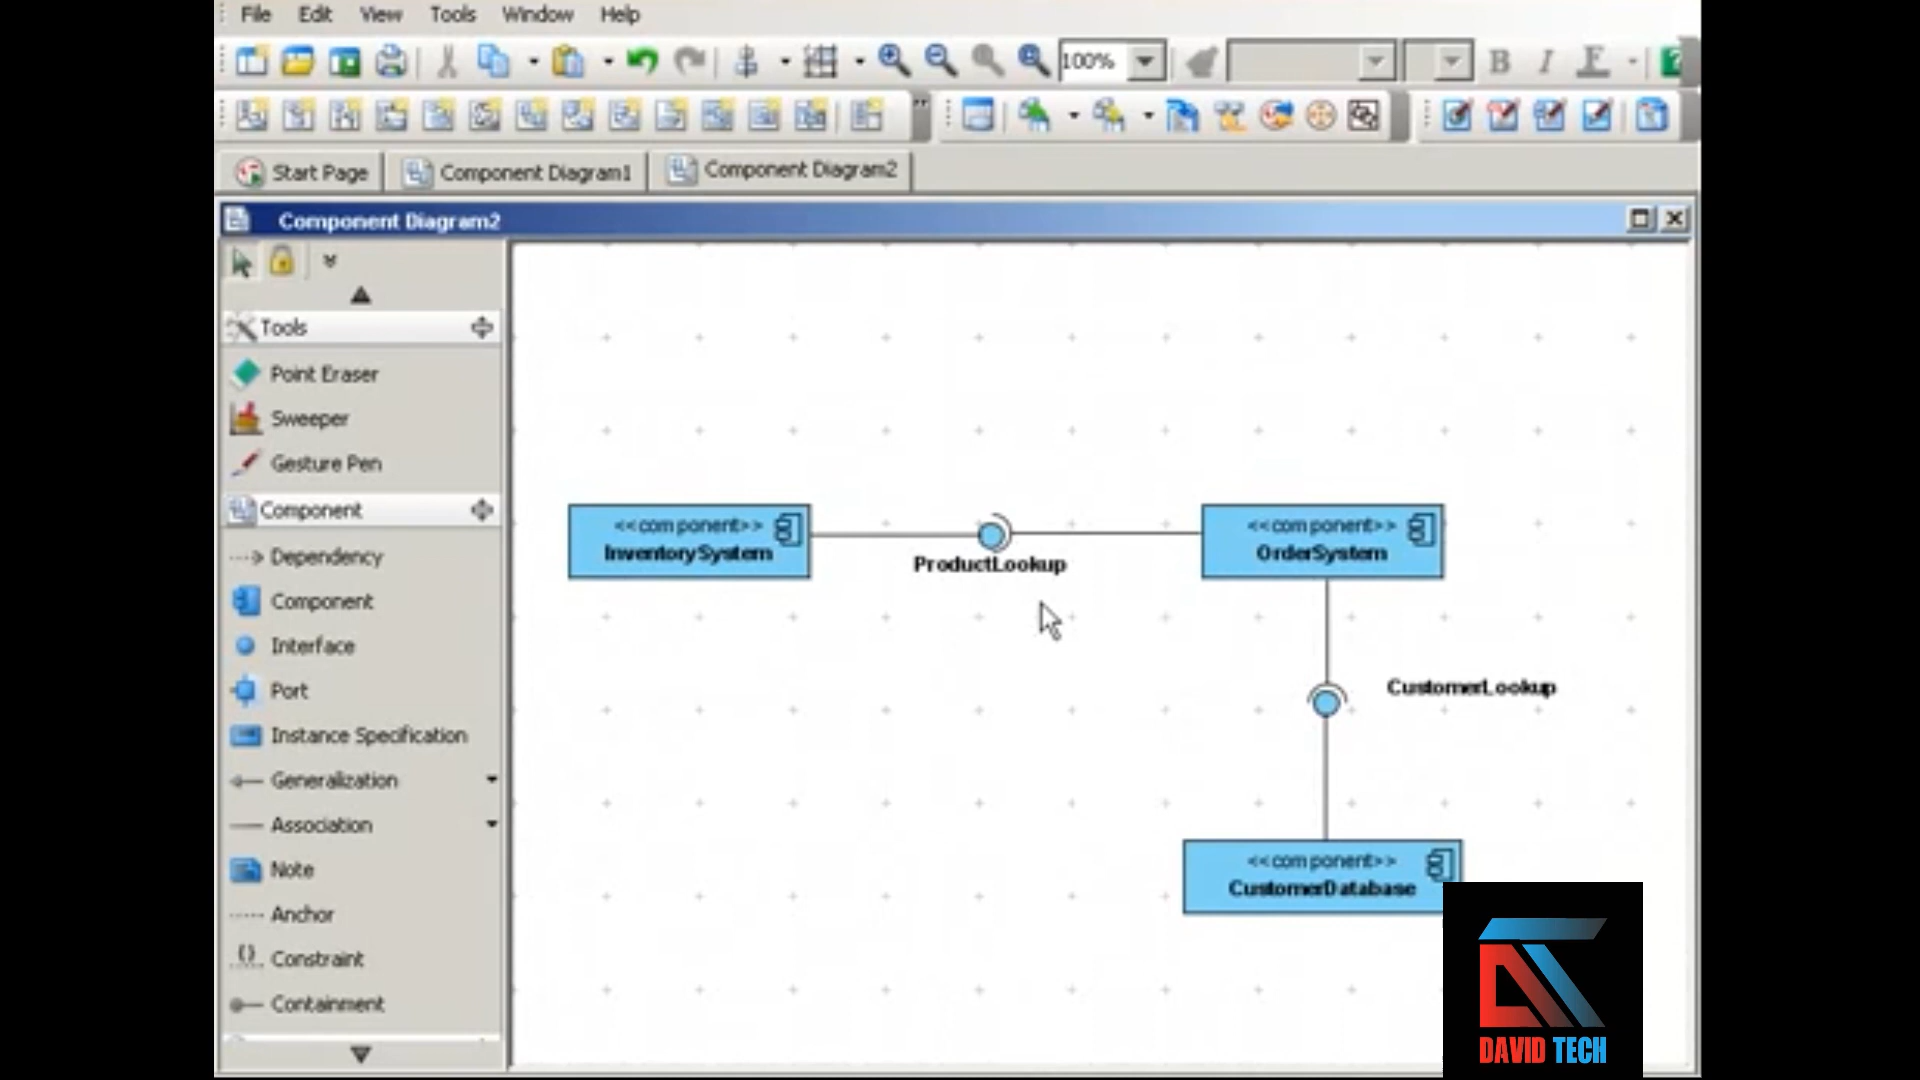 File Edit View Tools Window Help
100% B I F
Start Page Component Diagram1 Component Diagram2
Component Diagram2
Tools
Point Eraser
Sweeper
Gesture Pen
Component
Dependency
Component
Interface
Port
Instance Specification
Generalization
Association
Note
Anchor
Constraint
Containment
<<component>>
InventorySystem
ProductLookup
<<component>>
OrderSystem
CustomerLookup
<<component>>
CustomerDatabase
DAVID TECH